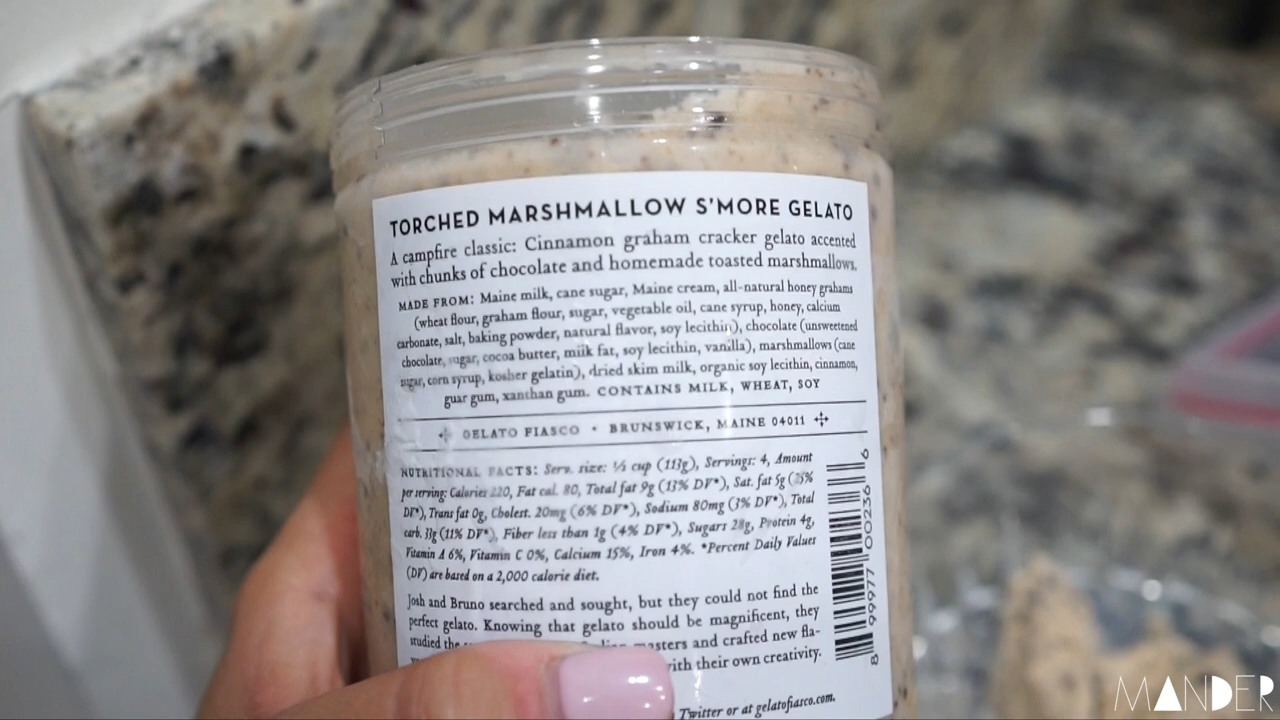 TORCHED MARSHMALLOW S'MORE GELATO
A campfire classic: Cinnamon graham cracker gelato accented
with chunks of chocolate and homemade toasted marshmallows.
MADE FROM: Maine milk, cane sugar, Maine cream, all-natural honey grahams
(wheat flour, graham flour, sugar, vegetable oil, cane syrup, honey, calcium
carbonate, salt, baking powder, natural flavor, soy lecithin), chocolate (unsweetened
chocolate, sugar, cocoa butter, milk fat, soy lecithin, vanilla), marshmallows (cane
sugar, corn syrup, kosher gelatin), dried skim milk, organic soy lecithin, cinnamon,
guar gum, xanthan gum. CONTAINS MILK, WHEAT, SOY
GELATO FIASCO • BRUNSWICK, MAINE 04011
NUTRITIONAL FACTS: Serv. size: ½ cup (113g), Servings: 4, Amount
per serving: Calories 220, Fat cal. 80, Total fat 9g (13% DV*), Sat. fat 5g (25%
DV*), Trans fat 0g, Cholest. 20mg (6% DV*), Sodium 80mg (3% DV*), Total
carb. 33g (11% DV*), Fiber less than 1g (4% DV*), Sugars 28g, Protein 4g,
Vitamin A 6%, Vitamin C 0%, Calcium 15%, Iron 4%. *Percent Daily Values
(DV) are based on a 2,000 calorie diet.
Josh and Bruno searched and sought, but they could not find the
perfect gelato. Knowing that gelato should be magnificent, they
studied the masters and crafted new fla-
with their own creativity.
Twitter or at gelatofiasco.com.
8 99977 00236 6
MANDER